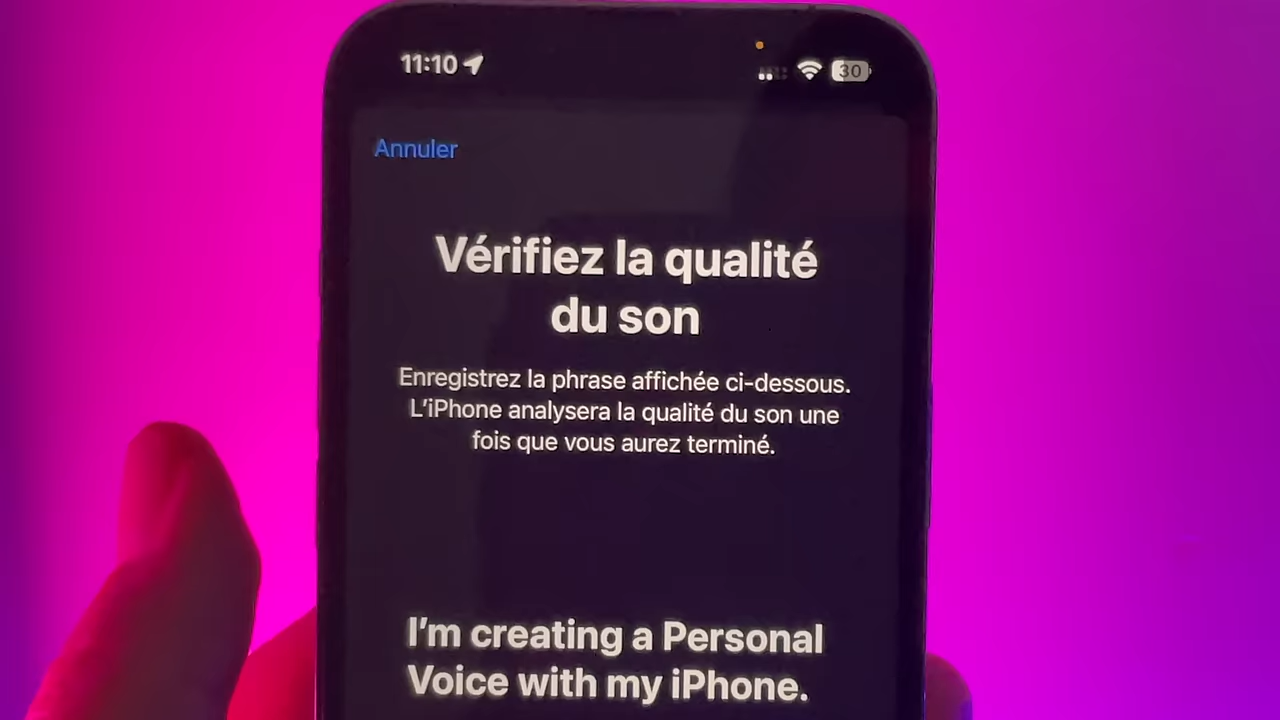 11:10
30
Annuler
Vérifiez la qualité
du son
Enregistrez la phrase affichée ci-dessous.
L’iPhone analysera la qualité du son une
fois que vous aurez terminé.
I’m creating a Personal
Voice with my iPhone.